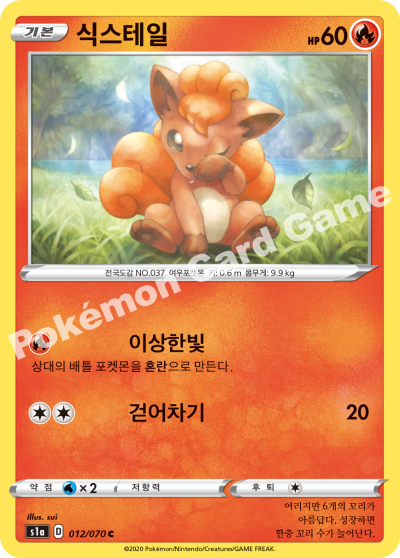 기본 식스테일 HP 60
전국도감 NO.037 여우포켓몬 키: 0.6 m 몸무게: 9.9 kg
Pokémon Card Game
이상한빛
상대의 배틀 포켓몬을 혼란으로 만든다.
걷어차기 20
약점 ×2 저항력 후퇴
Illus. sui
s1a D 012/070 C
어리지만 6개의 꼬리가
아름답다. 성장하면
한층 꼬리 수가 늘어난다.
©2020 Pokémon/Nintendo/Creatures/GAME FREAK.